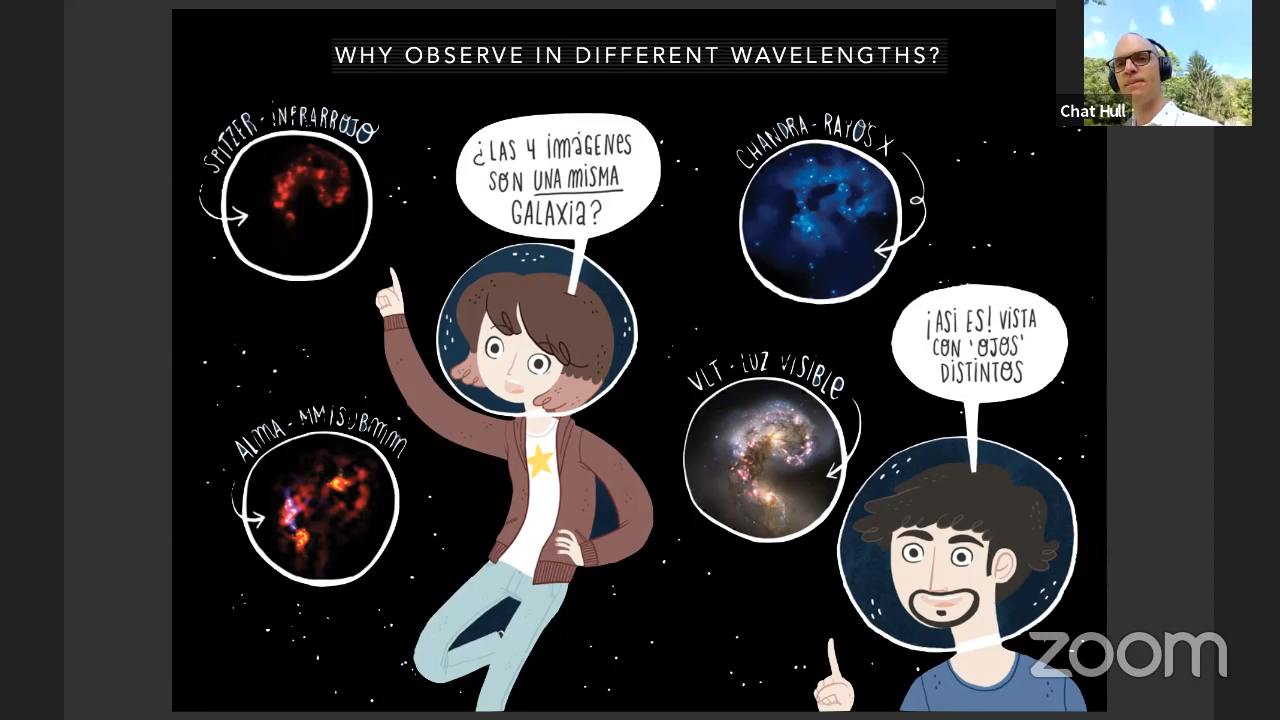 WHY OBSERVE IN DIFFERENT WAVELENGTHS?
Chat Hull
SPITZER - INFRARROJO
¿LAS 4 IMÁGENES
SON UNA MISMA
GALAXIA?
CHANDRA - RAYOS X
¡ASI ES! VISTA
CON 'OJOS'
DISTINTOS
VLT - LUZ VISIBLE
ALMA - MM/SUBMM
zoom